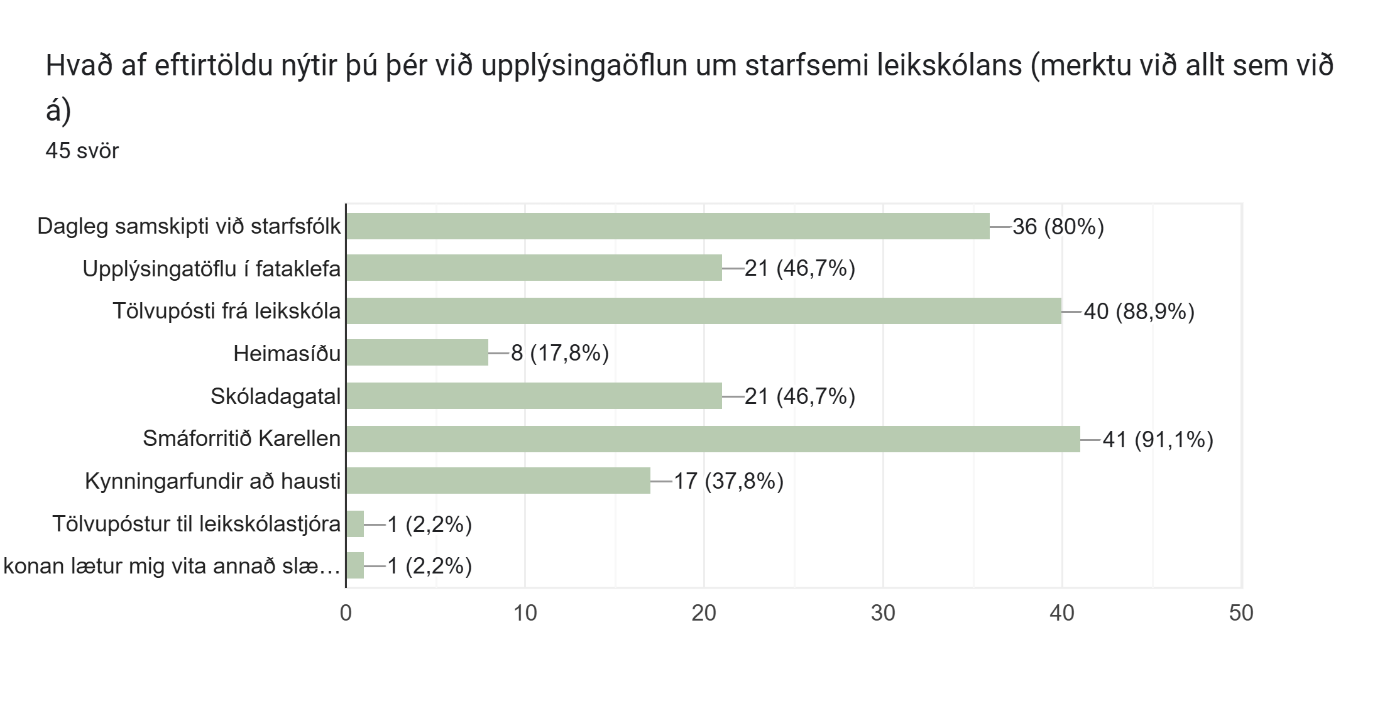 Hvað af eftirtöldu nýtir þú þér við upplýsingaöflun um starfsemi leikskólans (merktu við allt sem við
á)
45 svör
Dagleg samskipti við starfsfólk 36 (80%)
Upplýsingatöflu í fataklefa 21 (46,7%)
Tölvupósti frá leikskóla 40 (88,9%)
Heimasíðu 8 (17,8%)
Skóladagatal 21 (46,7%)
Smáforritið Karellen 41 (91,1%)
Kynningarfundir að hausti 17 (37,8%)
Tölvupóstur til leikskólastjóra 1 (2,2%)
konan lætur mig vita annað slæ… 1 (2,2%)
0 10 20 30 40 50